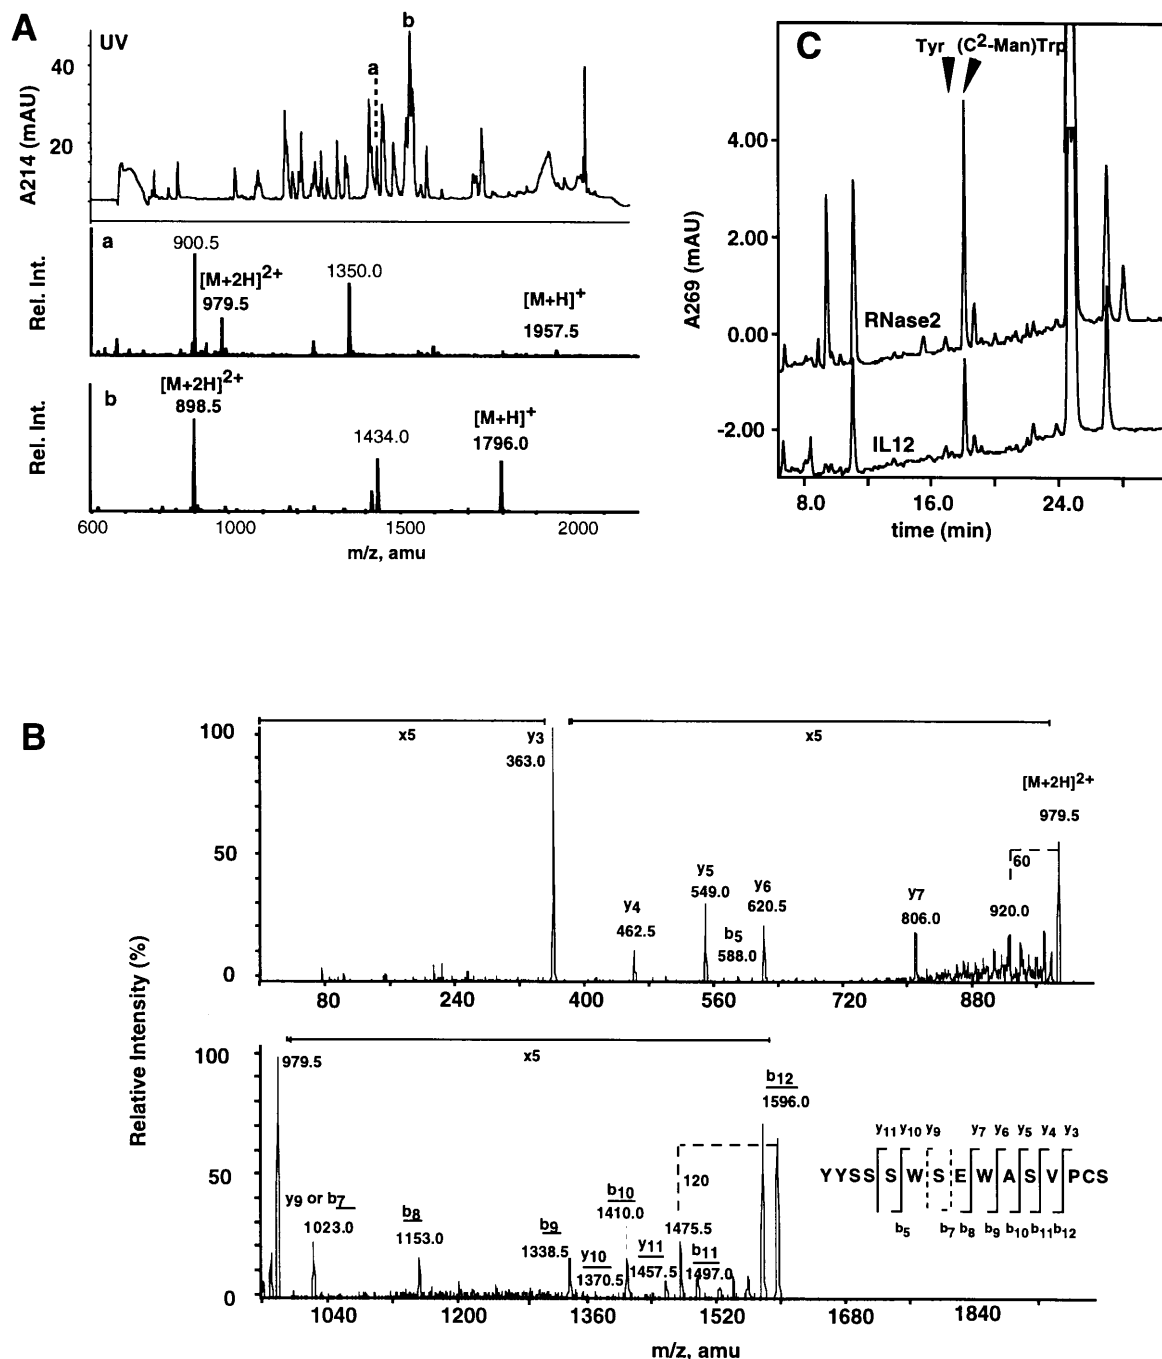 A
UV
b
a
40
20
A214 (mAU)
a
900.5
[M+2H]2+
979.5
1350.0
[M+H]+
1957.5
Rel. Int.
b
[M+2H]2+
898.5
1434.0
[M+H]+
1796.0
Rel. Int.
600
1000
1500
2000
m/z, amu
C
Tyr (C2-Man)Trp
4.00
2.00
0.00
-2.00
A269 (mAU)
RNase2
IL12
8.0
16.0
24.0
time (min)
B
100
50
0
x5
x5
y3
363.0
y4
462.5
y5
549.0
b5
588.0
y6
620.5
y7
806.0
920.0
60
[M+2H]2+
979.5
80
240
400
560
720
880
Relative Intensity (%)
100
50
0
979.5
x5
y9 or b7
1023.0
b8
1153.0
b9
1338.5
y10
1370.5
b10
1410.0
y11
1457.5
1475.5
120
b11
1497.0
b12
1596.0
y11 y10 y9 y7 y6 y5 y4 y3
YYSSSWSEWASVPCS
b5 b7 b8 b9 b10 b11 b12
1040
1200
1360
1520
1680
1840
m/z, amu